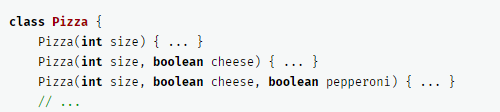 class Pizza {
    Pizza(int size) { ... }
    Pizza(int size, boolean cheese) { ... }
    Pizza(int size, boolean cheese, boolean pepperoni) { ... }
    // ...